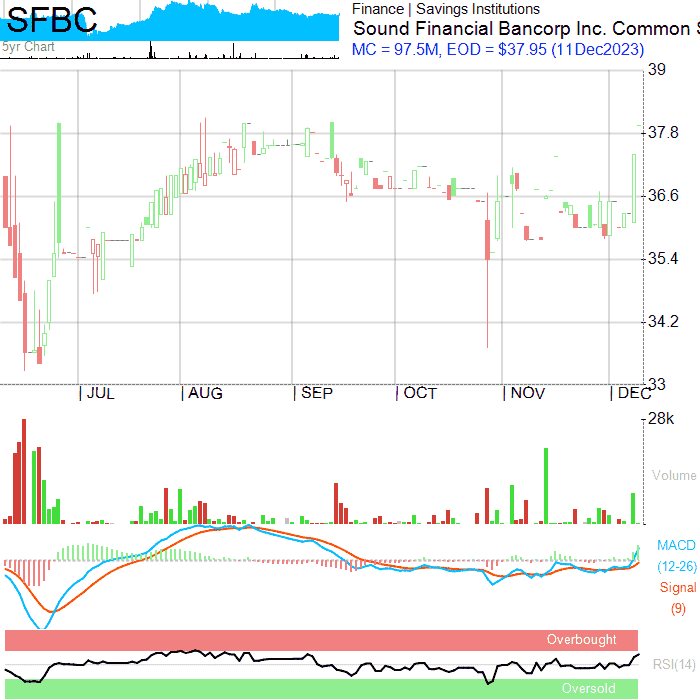 SFBC
5yr Chart
Finance | Savings Institutions
Sound Financial Bancorp Inc. Common S
MC = 97.5M, EOD = $37.95 (11Dec2023)
39
37.8
36.6
35.4
34.2
33
JUL AUG SEP OCT NOV DEC
28k
Volume
MACD
(12-26)
Signal
(9)
Overbought
RSI(14)
Oversold